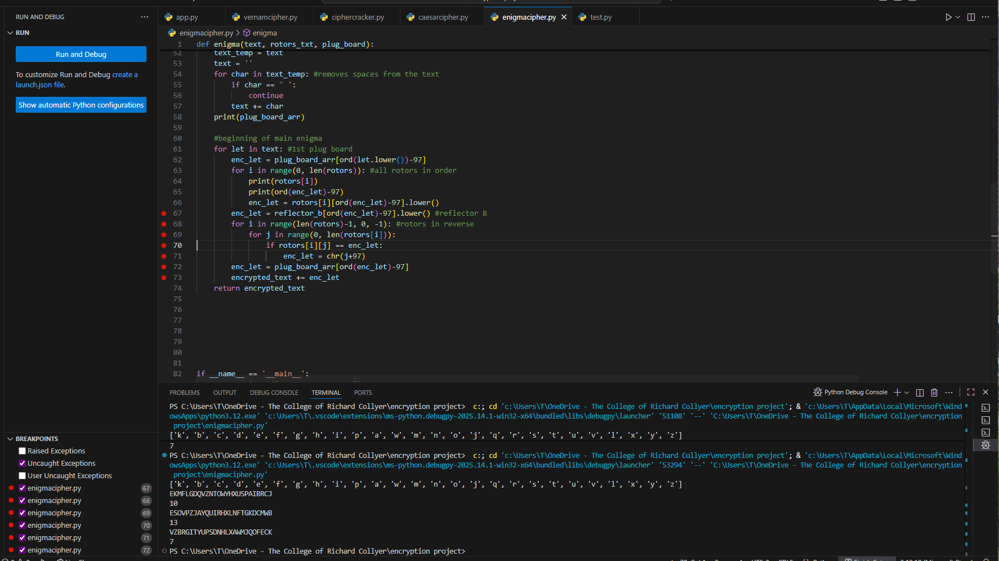 RUN AND DEBUG
RUN
Run and Debug
To customize Run and Debug create a
launch.json file.
Show automatic Python configurations
BREAKPOINTS
Raised Exceptions
Uncaught Exceptions
User Uncaught Exceptions
enigmacipher.py 67
enigmacipher.py 68
enigmacipher.py 69
enigmacipher.py 70
enigmacipher.py 71
enigmacipher.py 72
app.py vernamcipher.py ciphercracker.py caesarcipher.py enigmacipher.py test.py
enigmacipher.py > enigma
1 def enigma(text, rotors_txt, plug_board):
52 text_temp = text
53 text = ''
54 for char in text_temp: #removes spaces from the text
55 if char == ' ':
56 continue
57 text += char
58 print(plug_board_arr)
59
60 #beginning of main enigma
61 for let in text: #1st plug board
62 enc_let = plug_board_arr[ord(let.lower())-97]
63 for i in range(0, len(rotors)): #all rotors in order
64 print(rotors[i])
65 print(ord(enc_let)-97)
66 enc_let = rotors[i][ord(enc_let)-97].lower()
67 enc_let = reflector_b[ord(enc_let)-97].lower() #reflector B
68 for i in range(len(rotors)-1, 0, -1): #rotors in reverse
69 for j in range(0, len(rotors[i])):
70 if rotors[i][j] == enc_let:
71 enc_let = chr(j+97)
72 enc_let = plug_board_arr[ord(enc_let)-97]
73 encrypted_text += enc_let
74 return encrypted_text
75
76
77
78
79
80
81
82 if __name__ == '__main__':
PROBLEMS OUTPUT DEBUG CONSOLE TERMINAL PORTS Python Debug Console
PS C:\Users\T\OneDrive - The College of Richard Collyer\encryption project> c:; cd 'c:\Users\T\OneDrive - The College of Richard Collyer\encryption project'; & 'c:\Users\T\AppData\Local\Microsoft\Wind
owsApps\python3.12.exe' 'c:\Users\T\.vscode\extensions\ms-python.debugpy-2025.14.1-win32-x64\bundled\libs\debugpy\launcher' '51108' '--' 'C:\Users\T\OneDrive - The College of Richard Collyer\encryption
project\enigmacipher.py'
['k', 'b', 'c', 'd', 'e', 'f', 'g', 'h', 'i', 'p', 'a', 'w', 'm', 'n', 'o', 'j', 'q', 'r', 's', 't', 'u', 'v', 'l', 'x', 'y', 'z']
7
PS C:\Users\T\OneDrive - The College of Richard Collyer\encryption project> c:; cd 'c:\Users\T\OneDrive - The College of Richard Collyer\encryption project'; & 'c:\Users\T\AppData\Local\Microsoft\Wind
owsApps\python3.12.exe' 'c:\Users\T\.vscode\extensions\ms-python.debugpy-2025.14.1-win32-x64\bundled\libs\debugpy\launcher' '53294' '--' 'C:\Users\T\OneDrive - The College of Richard Collyer\encryption
project\enigmacipher.py'
['k', 'b', 'c', 'd', 'e', 'f', 'g', 'h', 'i', 'p', 'a', 'w', 'm', 'n', 'o', 'j', 'q', 'r', 's', 't', 'u', 'v', 'l', 'x', 'y', 'z']
EKMFLGDQVZNTOWYHXUSPAIBRCJ
10
ESOVPZJAYQUIRHXLNFTGKDCMWB
13
VZBRGITYUPSDNHLXAWMJQOFECK
7
PS C:\Users\T\OneDrive - The College of Richard Collyer\encryption project>